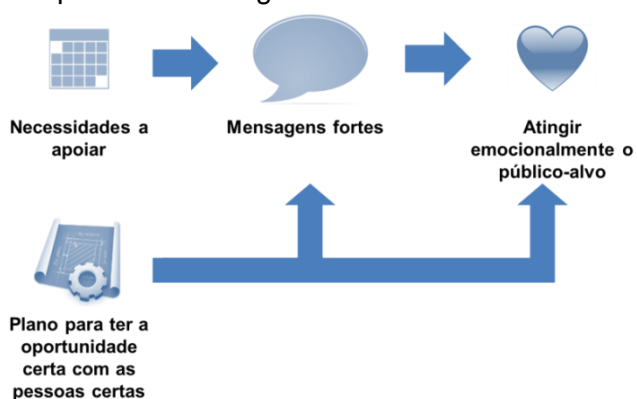 Necessidades a
apoiar
Mensagens fortes
Atingir
emocionalmente o
público-alvo
Plano para ter a
oportunidade
certa com as
pessoas certas